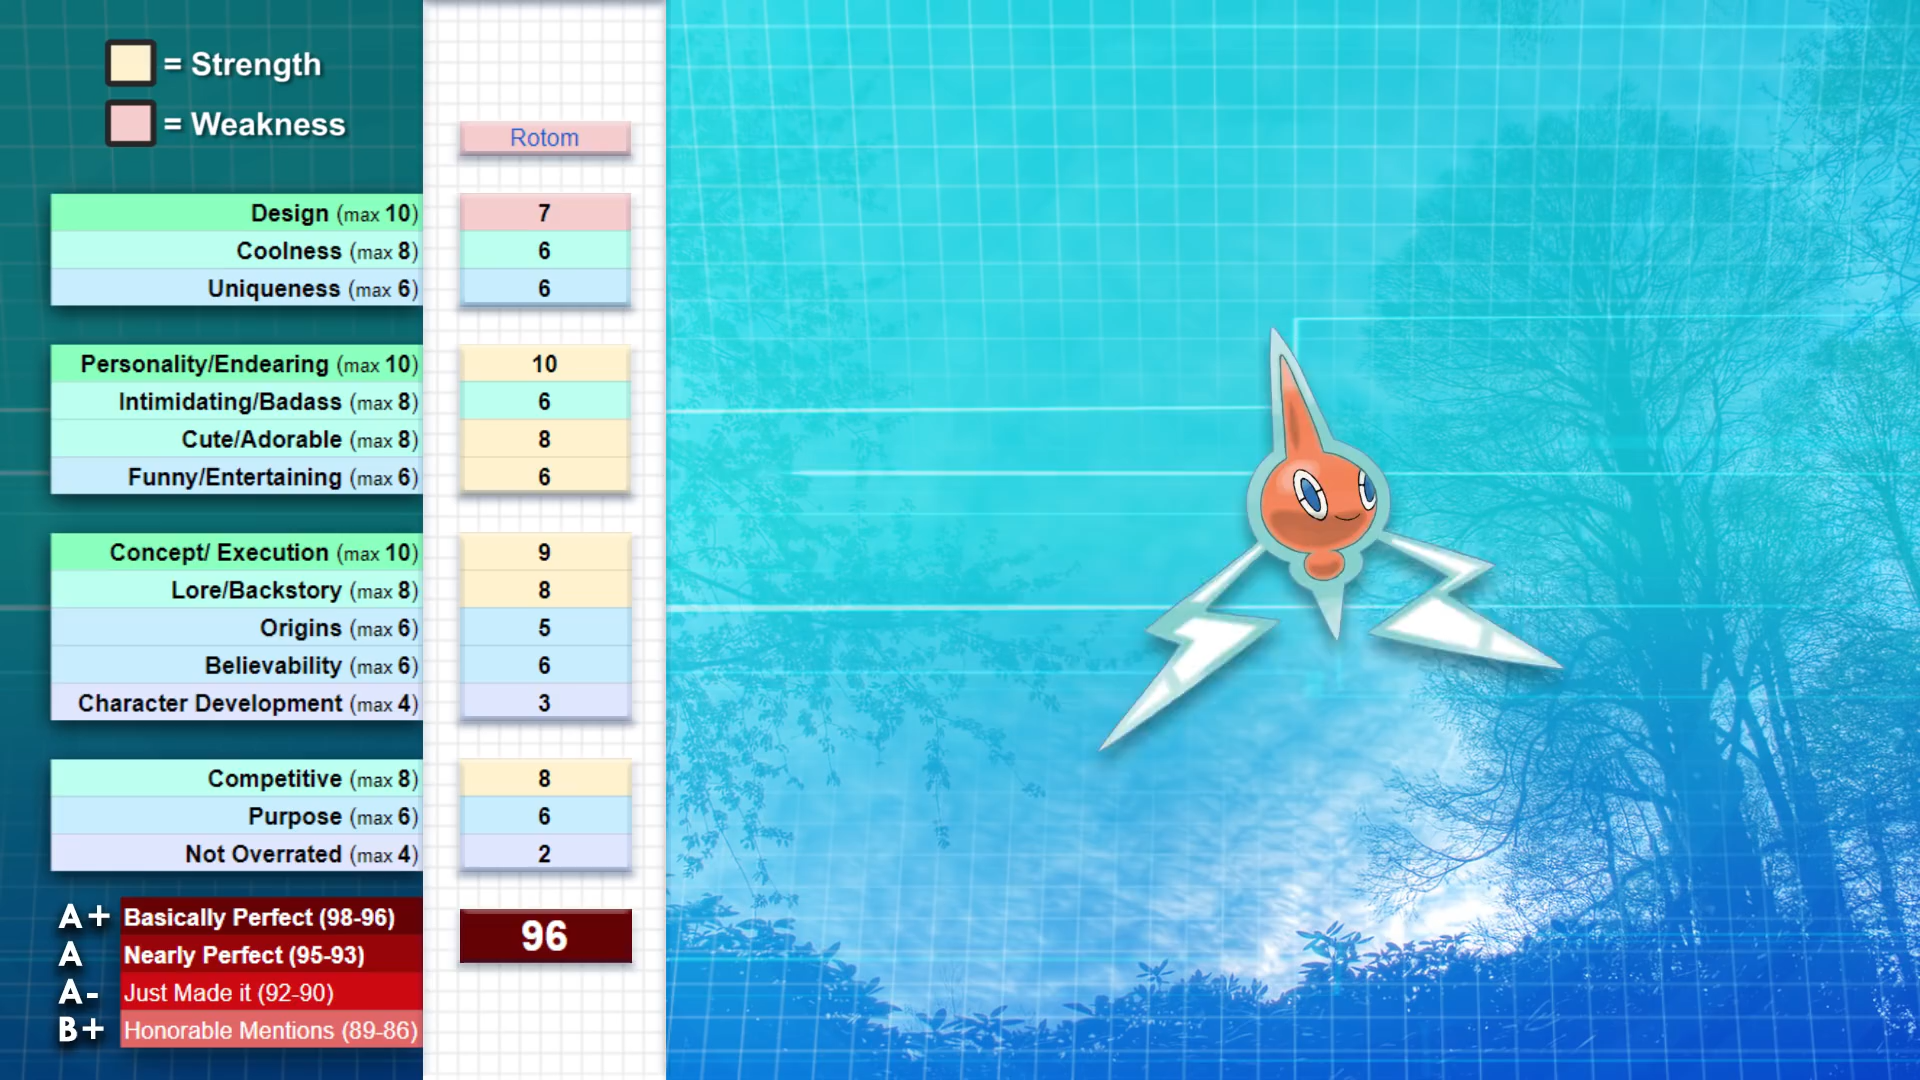 = Strength
= Weakness
Rotom
Design (max 10) 7
Coolness (max 8) 6
Uniqueness (max 6) 6
Personality/Endearing (max 10) 10
Intimidating/Badass (max 8) 6
Cute/Adorable (max 8) 8
Funny/Entertaining (max 6) 6
Concept/ Execution (max 10) 9
Lore/Backstory (max 8) 8
Origins (max 6) 5
Believability (max 6) 6
Character Development (max 4) 3
Competitive (max 8) 8
Purpose (max 6) 6
Not Overrated (max 4) 2
A+ Basically Perfect (98-96) 96
A Nearly Perfect (95-93)
A- Just Made it (92-90)
B+ Honorable Mentions (89-86)